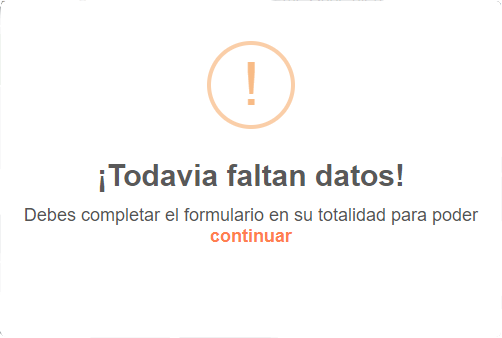 !
¡Todavia faltan datos!
Debes completar el formulario en su totalidad para poder
continuar